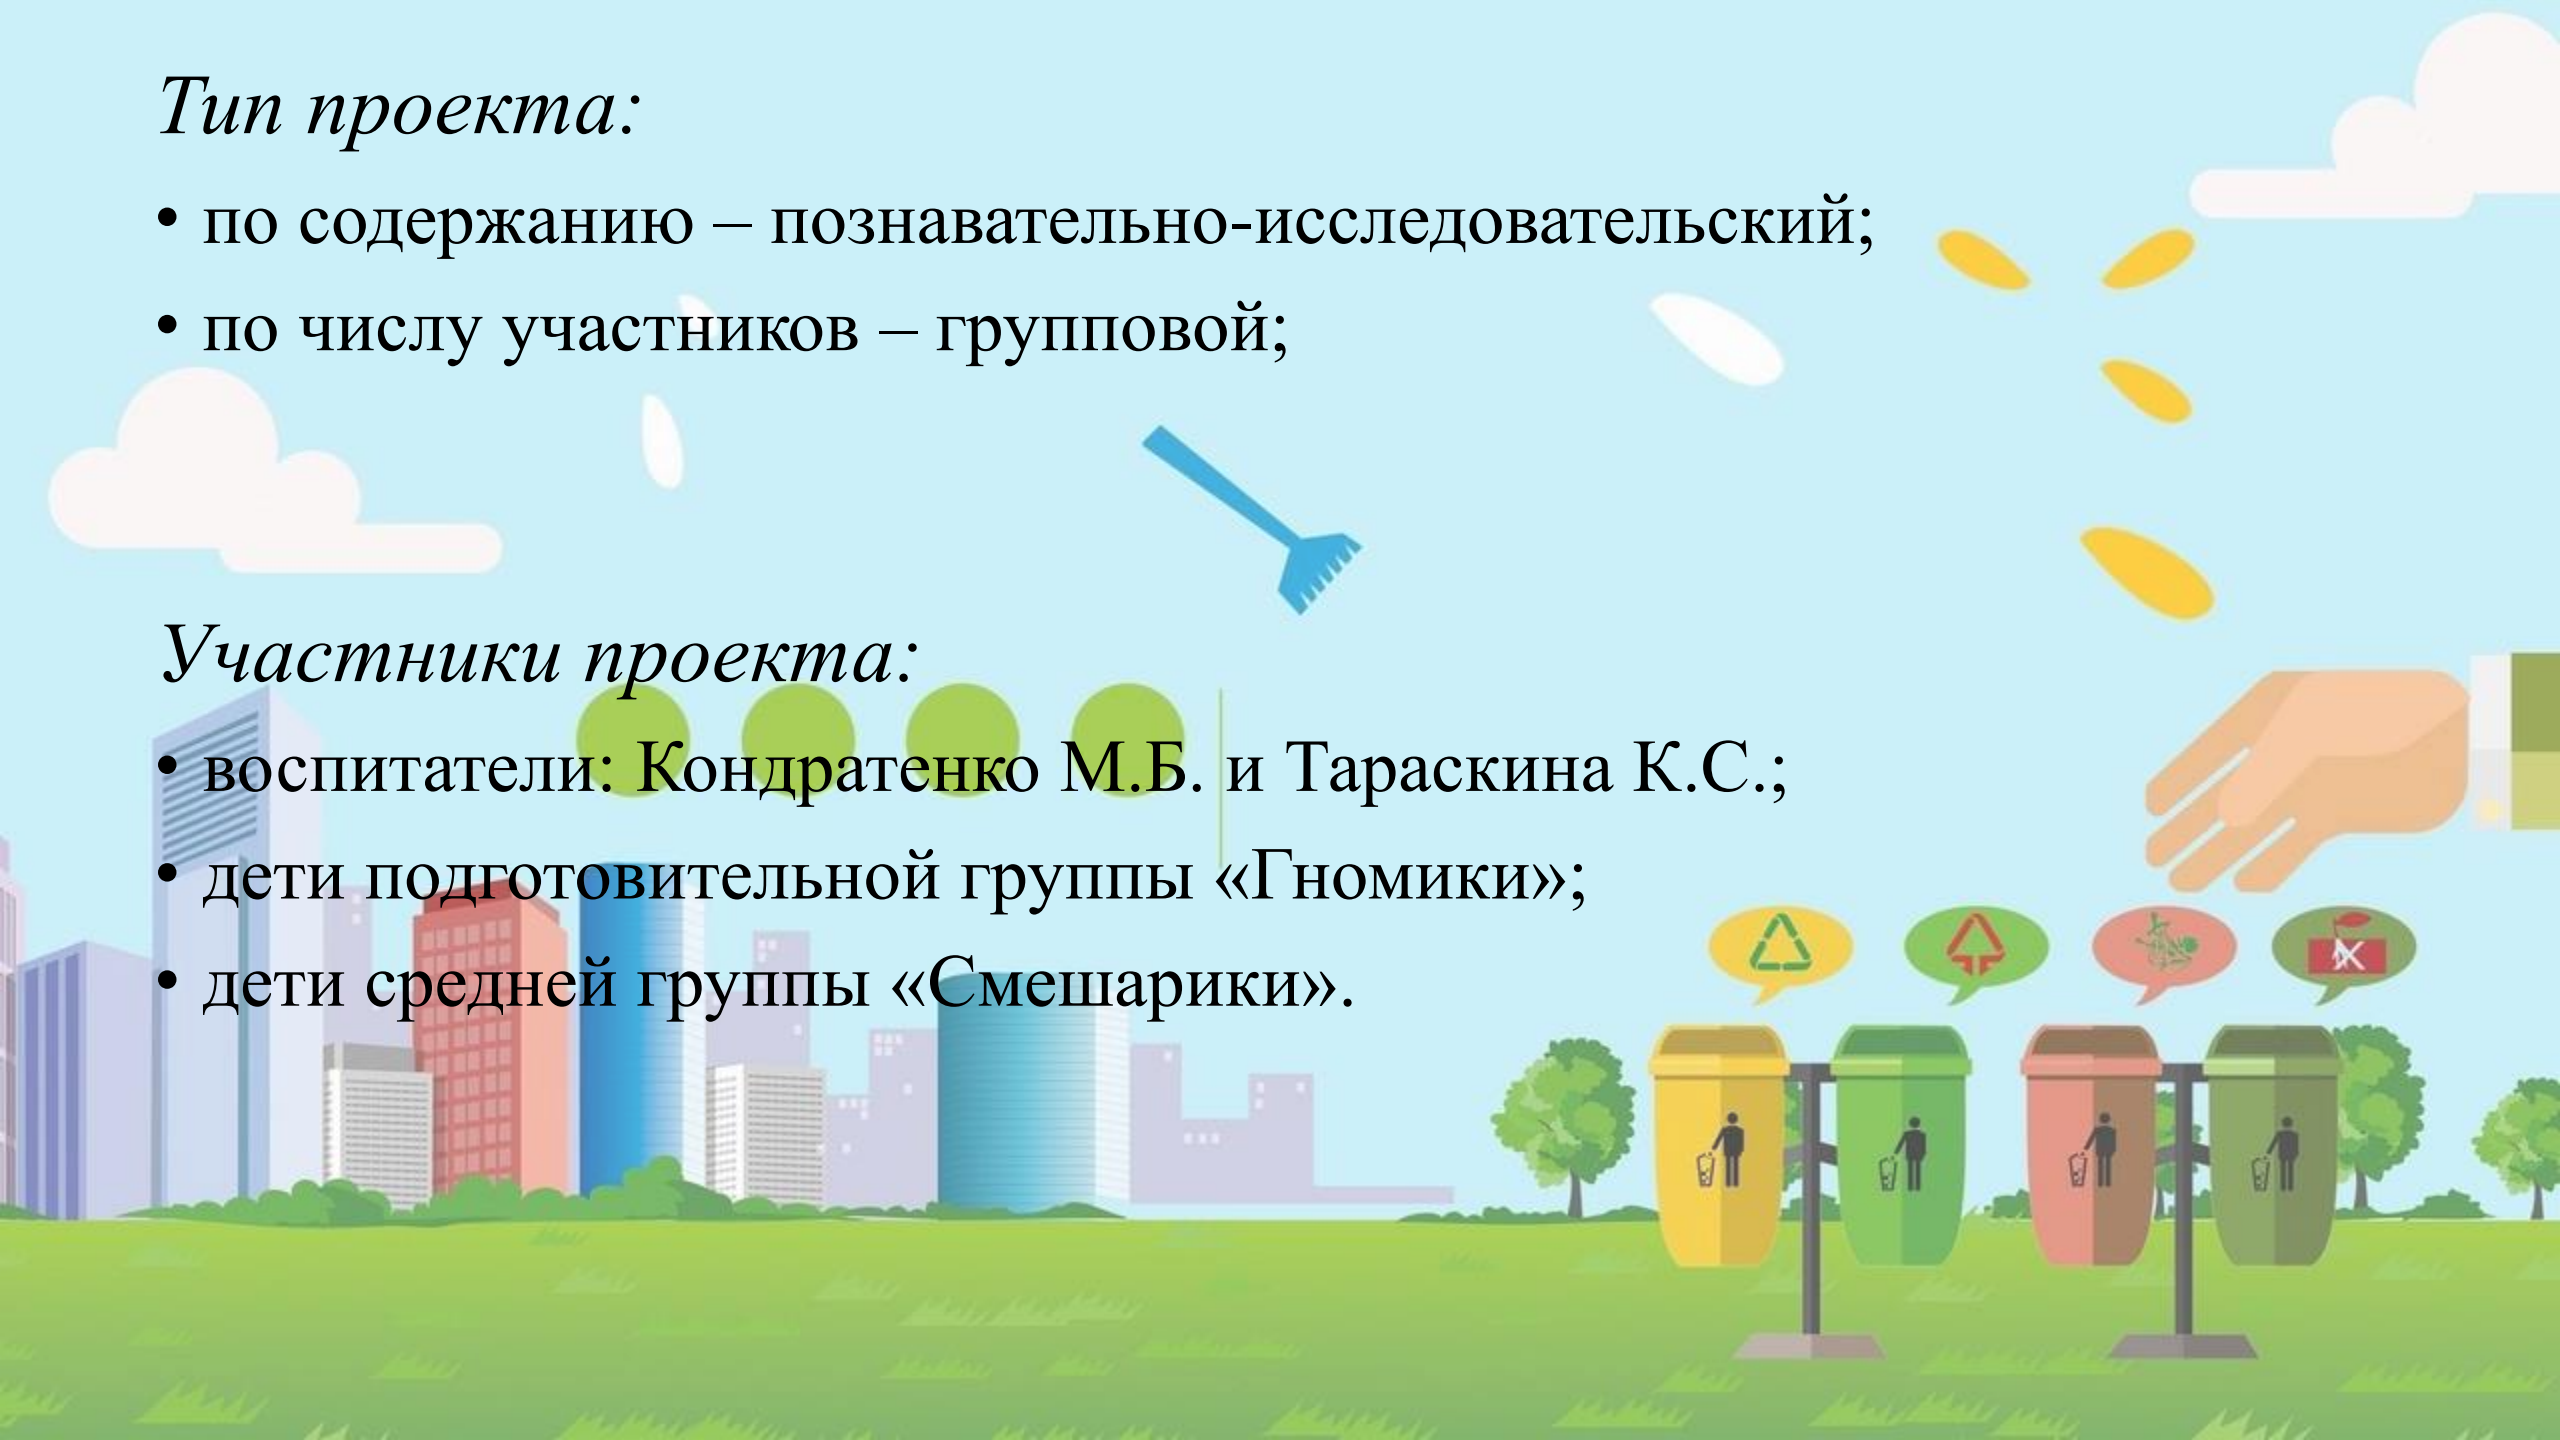 Тип проекта:
• по содержанию – познавательно-исследовательский;
• по числу участников – групповой;
Участники проекта:
• воспитатели: Кондратенко М.Б. и Тараскина К.С.;
• дети подготовительной группы «Гномики»;
• дети средней группы «Смешарики».